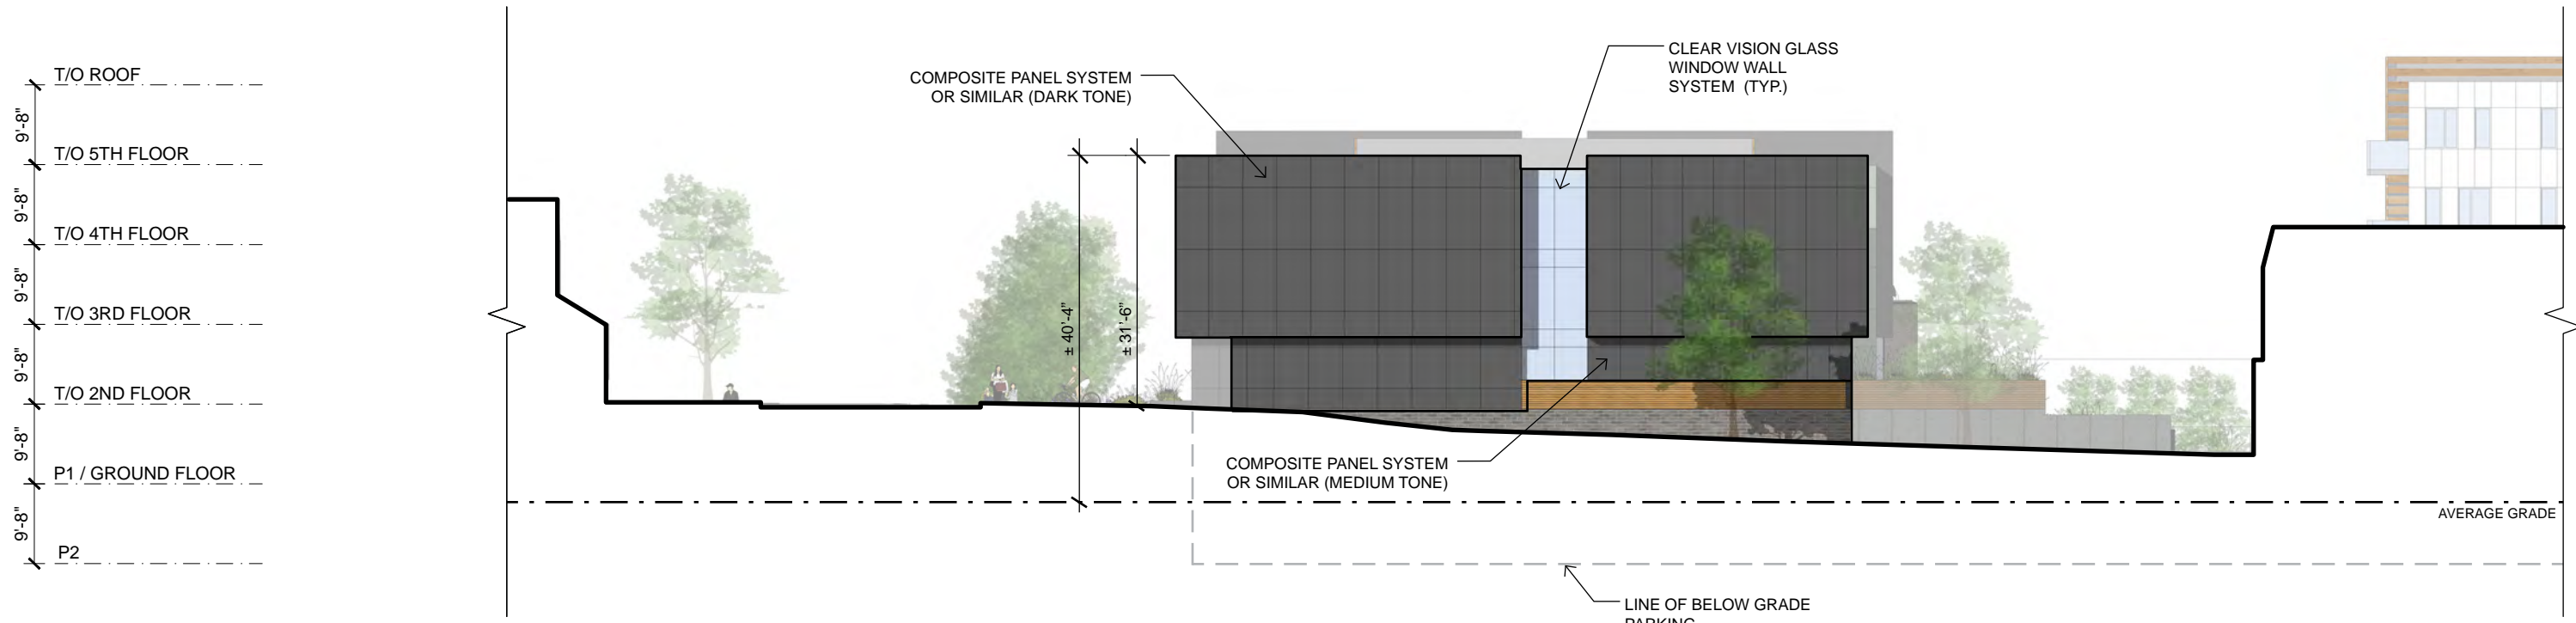 T/O ROOF
9'-8"
T/O 5TH FLOOR
9'-8"
T/O 4TH FLOOR
9'-8"
T/O 3RD FLOOR
9'-8"
T/O 2ND FLOOR
9'-8"
P1 / GROUND FLOOR
9'-8"
P2
COMPOSITE PANEL SYSTEM
OR SIMILAR (DARK TONE)
CLEAR VISION GLASS
WINDOW WALL
SYSTEM (TYP.)
± 40'-4"
± 31'-6"
COMPOSITE PANEL SYSTEM
OR SIMILAR (MEDIUM TONE)
AVERAGE GRADE
LINE OF BELOW GRADE
PARKING